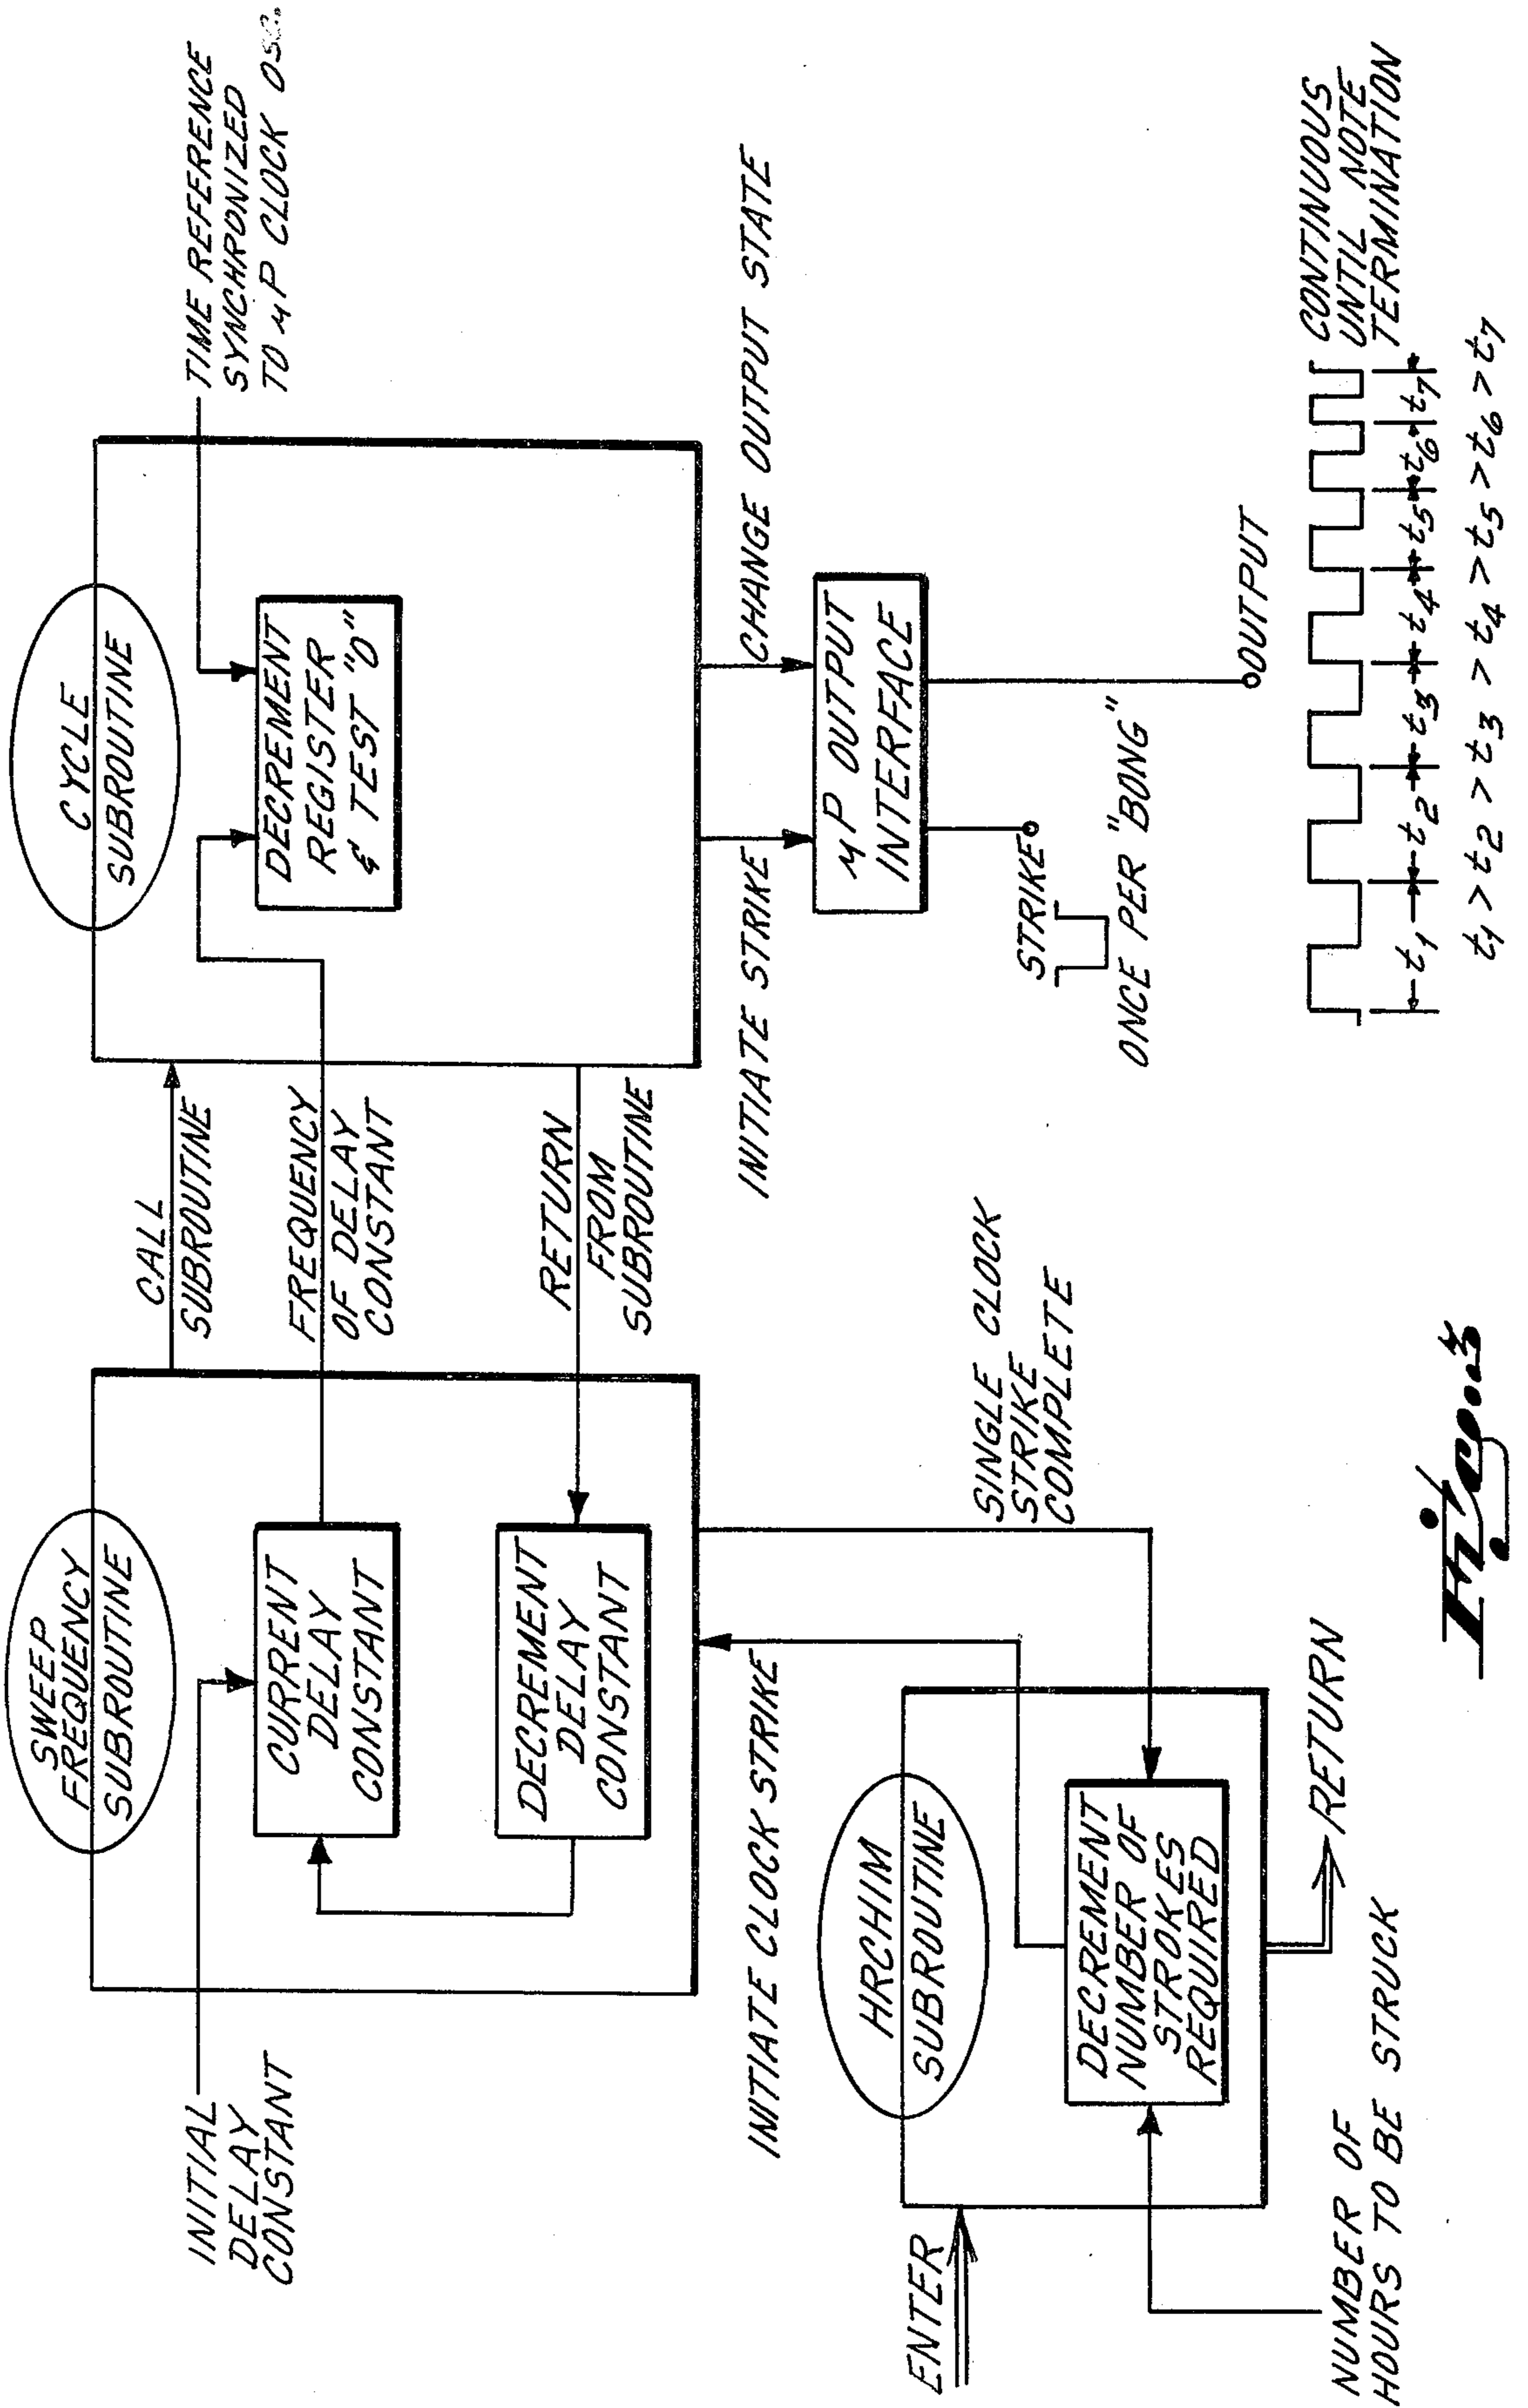 SWEEP
FREQUENCY
SUBROUTINE
INITIAL
DELAY
CONSTANT
CURRENT
DELAY
CONSTANT
DECREMENT
DELAY
CONSTANT
CALL
SUBROUTINE
FREQUENCY
OF DELAY
CONSTANT
RETURN
FROM
SUBROUTINE
CYCLE
SUBROUTINE
DECREMENT
REGISTER
& TEST "0"
TIME REFERENCE
SYNCHRONIZED
TO μP CLOCK OSC.
INITIATE STRIKE
CHANGE OUTPUT STATE
μP OUTPUT
INTERFACE
STRIKE
ONCE PER "BONG"
OUTPUT
INITIATE CLOCK STRIKE
SINGLE CLOCK
STRIKE
COMPLETE
HRCHIM
SUBROUTINE
ENTER
DECREMENT
NUMBER OF
STROKES
REQUIRED
RETURN
NUMBER OF
HOURS TO BE STRUCK
CONTINUOUS
UNTIL NOTE
TERMINATION
t1 t2 t3 t4 t5 t6 t7
t1 > t2 > t3 > t4 > t5 > t6 > t7